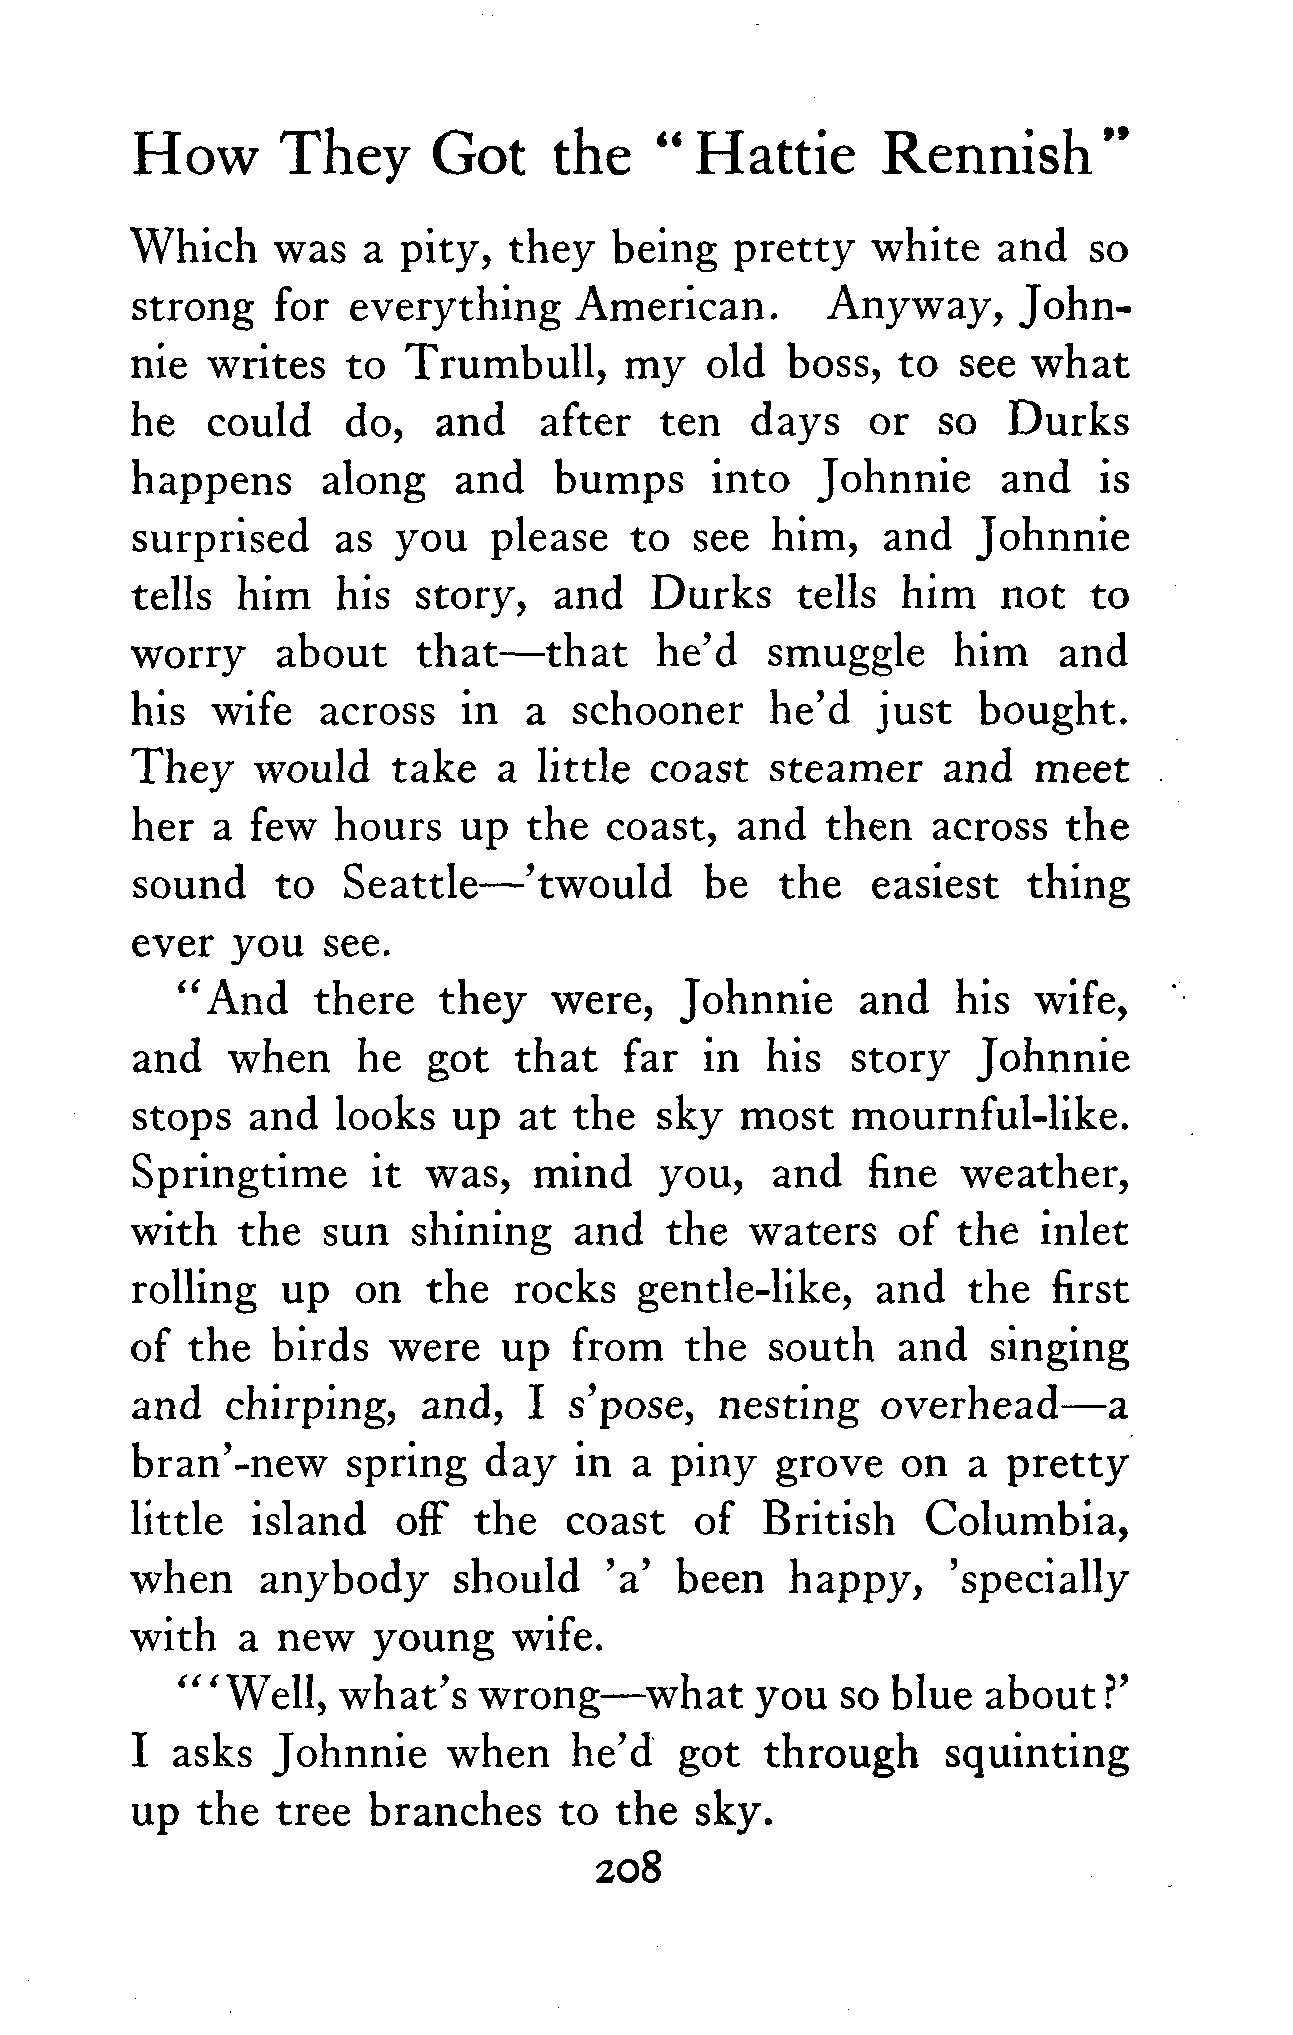 How They Got the "Hattie Rennish"
Which was a pity, they being pretty white and so
strong for everything American. Anyway, John-
nie writes to Trumbull, my old boss, to see what
he could do, and after ten days or so Durks
happens along and bumps into Johnnie and is
surprised as you please to see him, and Johnnie
tells him his story, and Durks tells him not to
worry about that—that he'd smuggle him and
his wife across in a schooner he'd just bought.
They would take a little coast steamer and meet
her a few hours up the coast, and then across the
sound to Seattle—'twould be the easiest thing
ever you see.
"And there they were, Johnnie and his wife,
and when he got that far in his story Johnnie
stops and looks up at the sky most mournful-like.
Springtime it was, mind you, and fine weather,
with the sun shining and the waters of the inlet
rolling up on the rocks gentle-like, and the first
of the birds were up from the south and singing
and chirping, and, I s'pose, nesting overhead—a
bran'-new spring day in a piny grove on a pretty
little island off the coast of British Columbia,
when anybody should 'a' been happy, 'specially
with a new young wife.
"'Well, what's wrong—what you so blue about?'
I asks Johnnie when he'd got through squinting
up the tree branches to the sky.
208